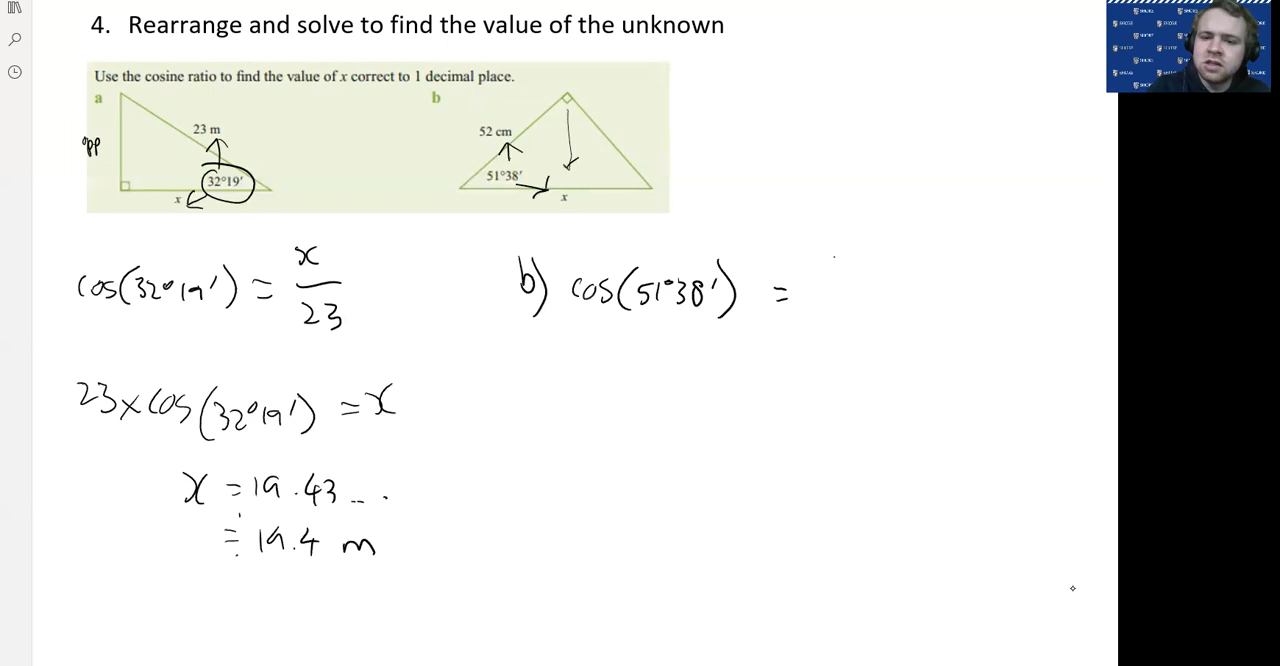 4. Rearrange and solve to find the value of the unknown
Use the cosine ratio to find the value of x correct to 1 decimal place.
a
b
23 m
opp
32°19'
x
52 cm
51°38'
x
cos(32°19') = x/23
23×cos(32°19') = x
x = 19.43...
≑ 19.4 m
b) cos(51°38') =